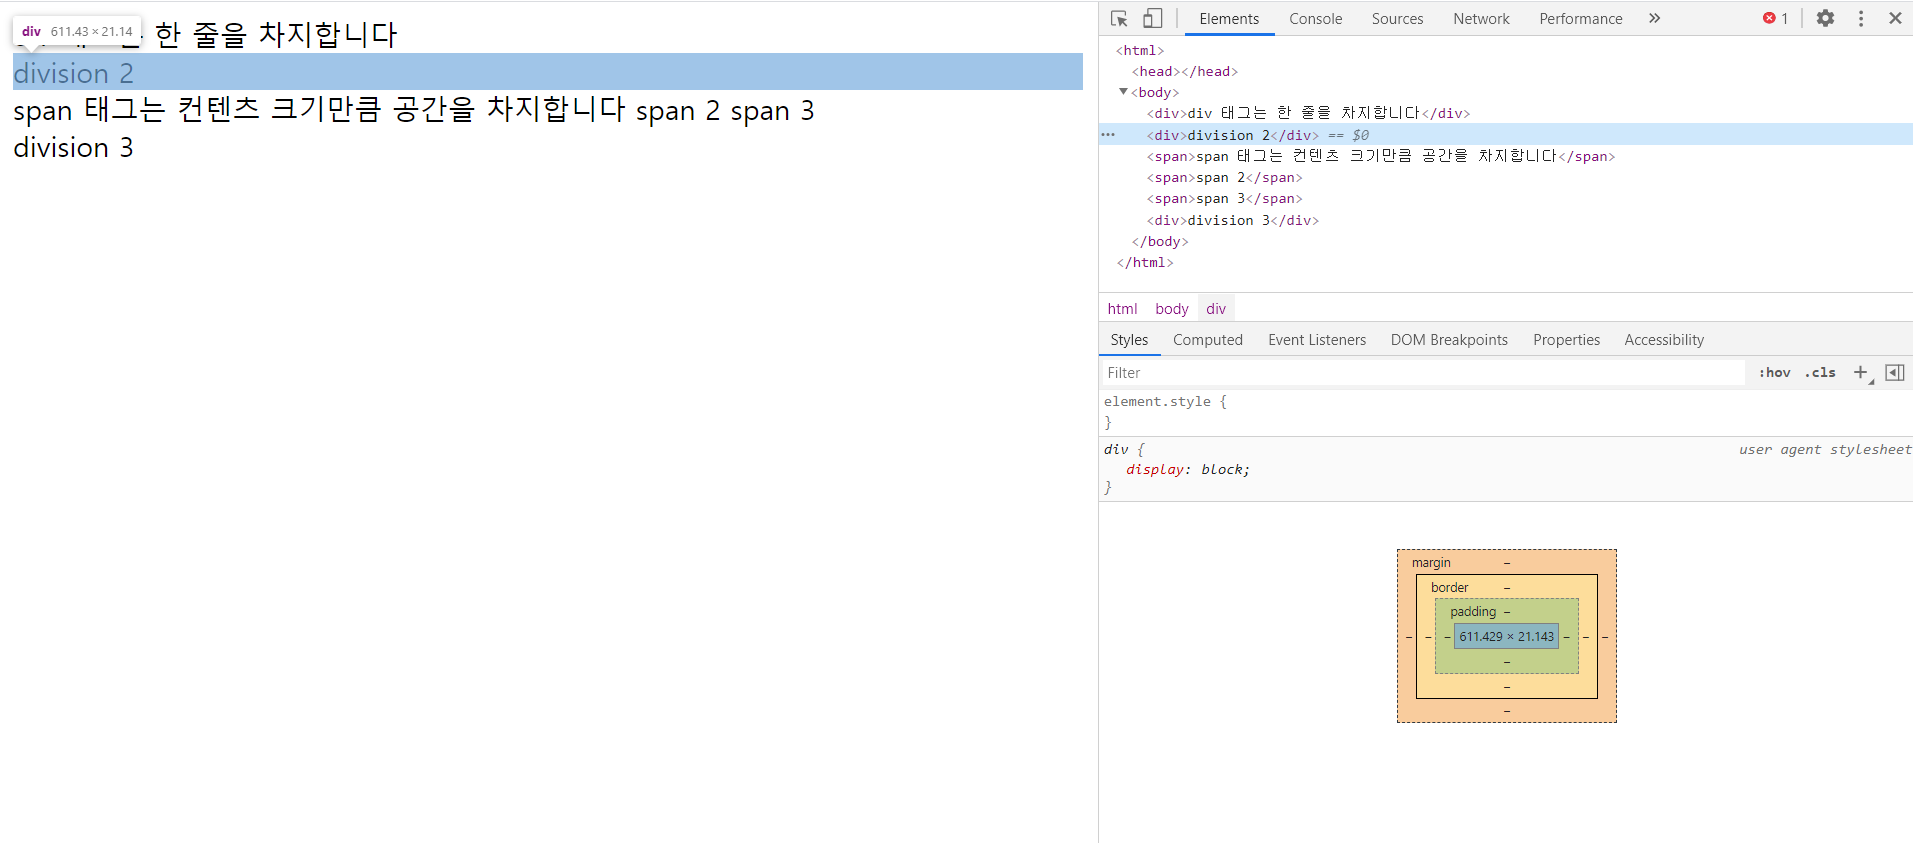 div 611.43 × 21.14
한 줄을 차지합니다
division 2
span 태그는 컨텐츠 크기만큼 공간을 차지합니다 span 2 span 3
division 3
Elements Console Sources Network Performance » 1
<html>
<head></head>
<body>
<div>div 태그는 한 줄을 차지합니다</div>
<div>division 2</div> == $0
<span>span 태그는 컨텐츠 크기만큼 공간을 차지합니다</span>
<span>span 2</span>
<span>span 3</span>
<div>division 3</div>
</body>
</html>
html body div
Styles Computed Event Listeners DOM Breakpoints Properties Accessibility
Filter :hov .cls +
element.style {
}
div { user agent stylesheet
display: block;
}
margin –
border –
padding –
– – – 611.429 × 21.143 – – –
–
–
–